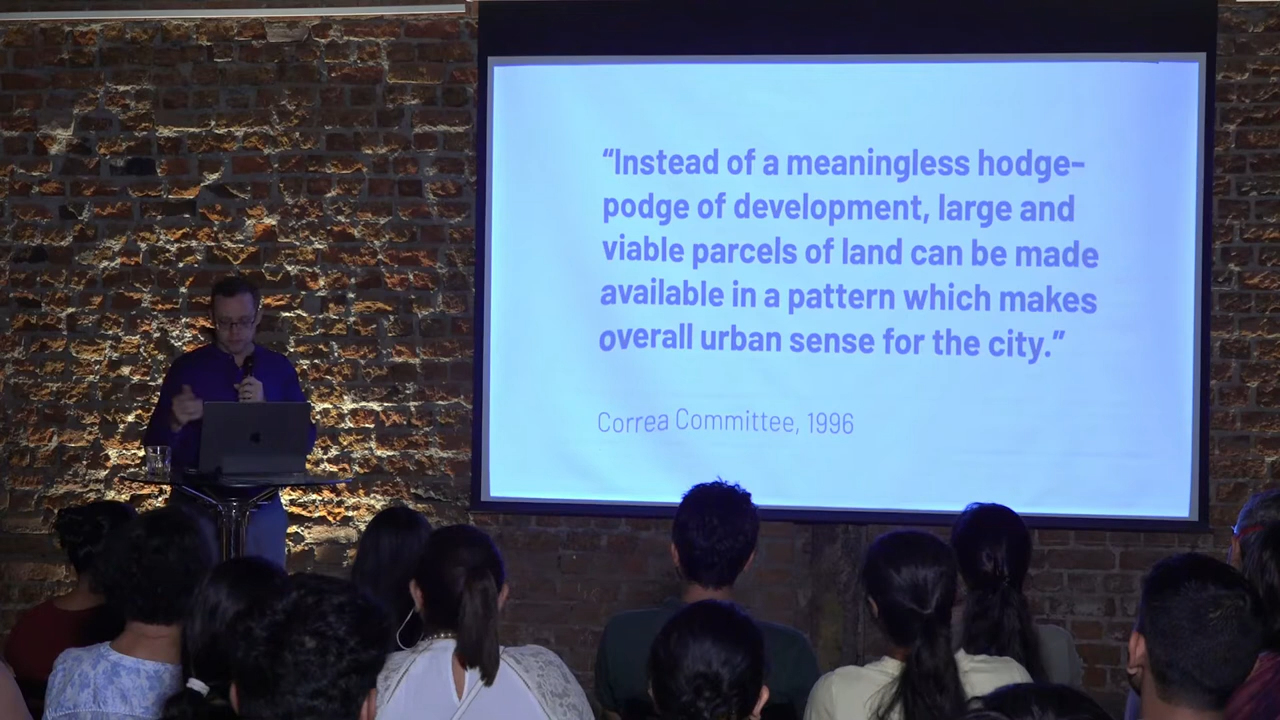 “Instead of a meaningless hodge-
podge of development, large and
viable parcels of land can be made
available in a pattern which makes
overall urban sense for the city.”
Correa Committee, 1996